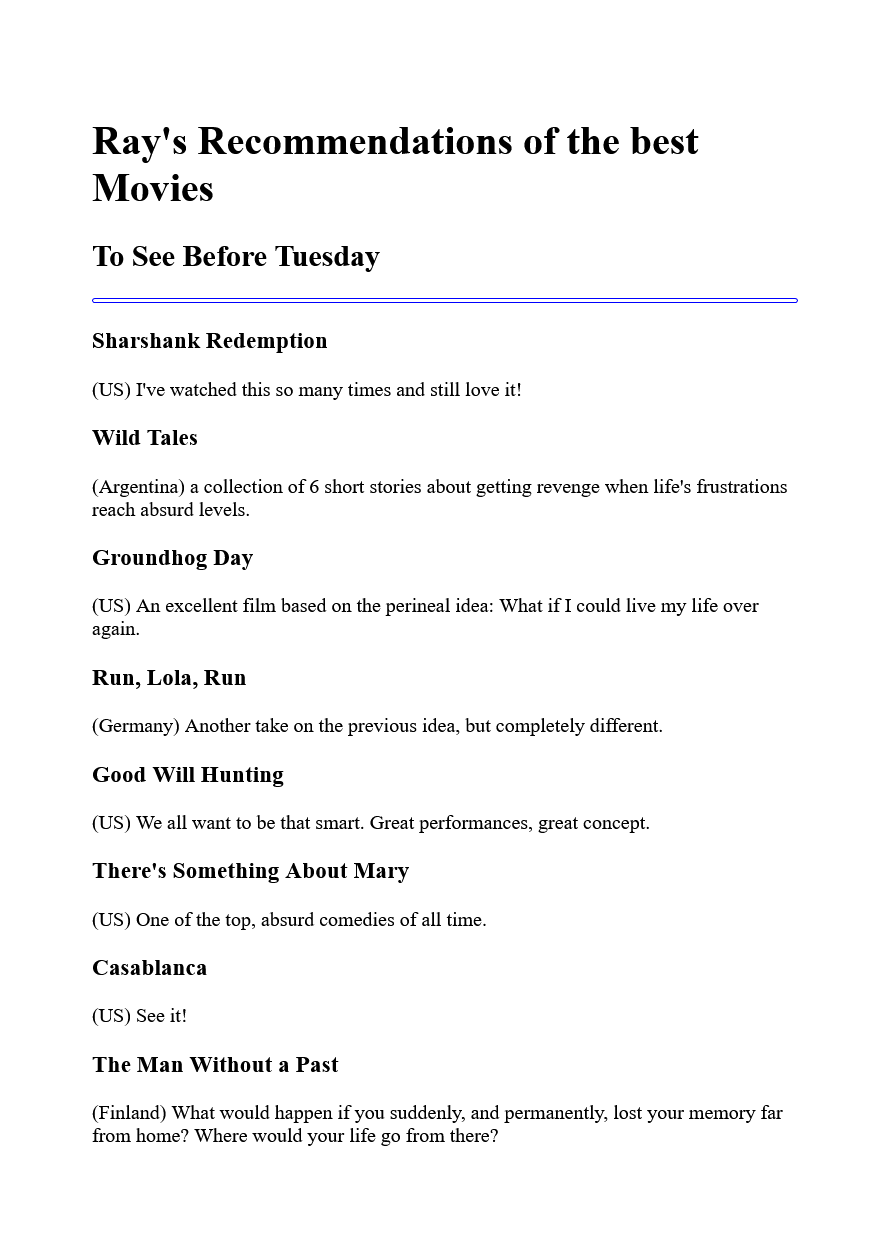 Ray's Recommendations of the best
Movies
To See Before Tuesday
Sharshank Redemption
(US) I've watched this so many times and still love it!
Wild Tales
(Argentina) a collection of 6 short stories about getting revenge when life's frustrations
reach absurd levels.
Groundhog Day
(US) An excellent film based on the perineal idea: What if I could live my life over
again.
Run, Lola, Run
(Germany) Another take on the previous idea, but completely different.
Good Will Hunting
(US) We all want to be that smart. Great performances, great concept.
There's Something About Mary
(US) One of the top, absurd comedies of all time.
Casablanca
(US) See it!
The Man Without a Past
(Finland) What would happen if you suddenly, and permanently, lost your memory far
from home? Where would your life go from there?